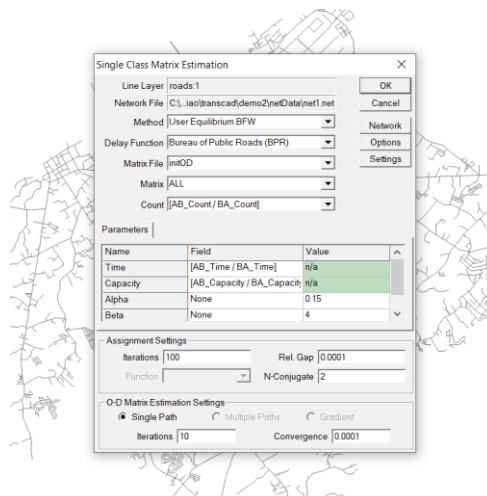 Single Class Matrix Estimation
Line Layer roads:1 OK
Network File C:\...iao\transcad\demo2\netData\net1.net Cancel
Method User Equilibrium BFW Network
Delay Function Bureau of Public Roads (BPR) Options
Matrix File initOD Settings
Matrix ALL
Count [AB_Count / BA_Count]
Parameters
Name Field Value
Time [AB_Time / BA_Time] n/a
Capacity [AB_Capacity / BA_Capacity n/a
Alpha None 0.15
Beta None 4
Assignment Settings
Iterations 100 Rel. Gap 0.0001
Function N-Conjugate 2
O-D Matrix Estimation Settings
Single Path Multiple Paths Gradient
Iterations 10 Convergence 0.0001